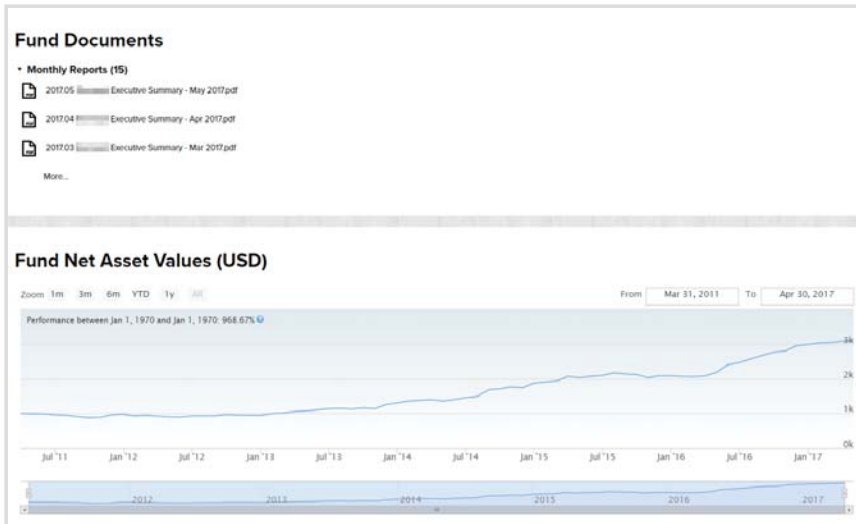 Fund Documents
Monthly Reports (15)
2017.05 Executive Summary - May 2017.pdf
2017.04 Executive Summary - Apr 2017.pdf
2017.03 Executive Summary - Mar 2017.pdf
More...
Fund Net Asset Values (USD)
Zoom 1m 3m 6m YTD 1y All From Mar 31, 2011 To Apr 30, 2017
Performance between Jan 1, 1970 and Jan 1, 1970: 968.67%
3k
2k
1k
0k
Jul '11 Jan '12 Jul '12 Jan '13 Jul '13 Jan '14 Jul '14 Jan '15 Jul '15 Jan '16 Jul '16 Jan '17
2012 2013 2014 2015 2016 2017